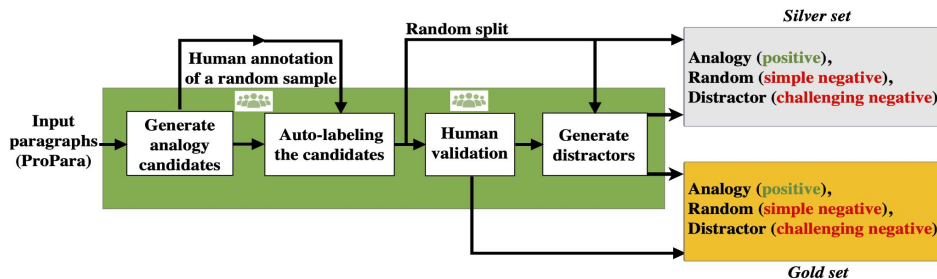 Silver set
Random split
Human annotation
of a random sample
Analogy (positive),
Random (simple negative),
Distractor (challenging negative)
Input
paragraphs
(ProPara)
Generate
analogy
candidates
Auto-labeling
the candidates
Human
validation
Generate
distractors
Analogy (positive),
Random (simple negative),
Distractor (challenging negative)
Gold set